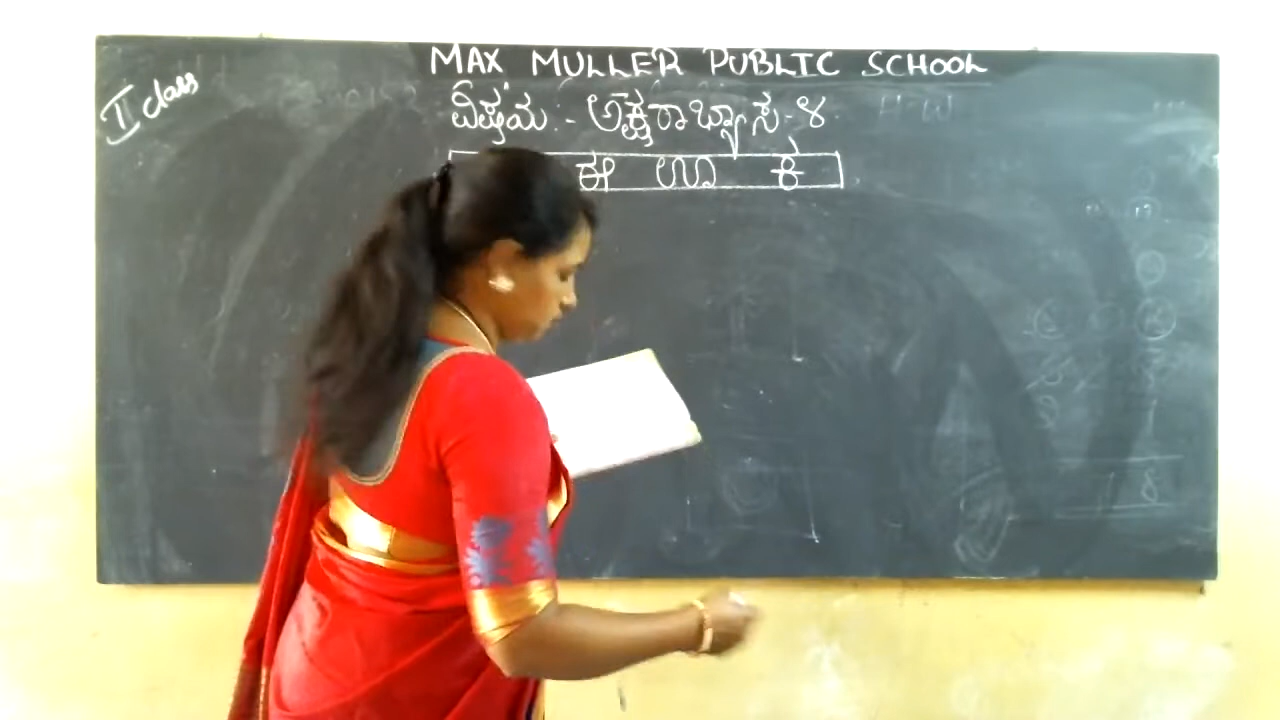 II class
MAX MULLER PUBLIC SCHOOL
ವಿಷಯ :- ಅಕ್ಷರಾಭ್ಯಾಸ - ೪
ಈ ಊ